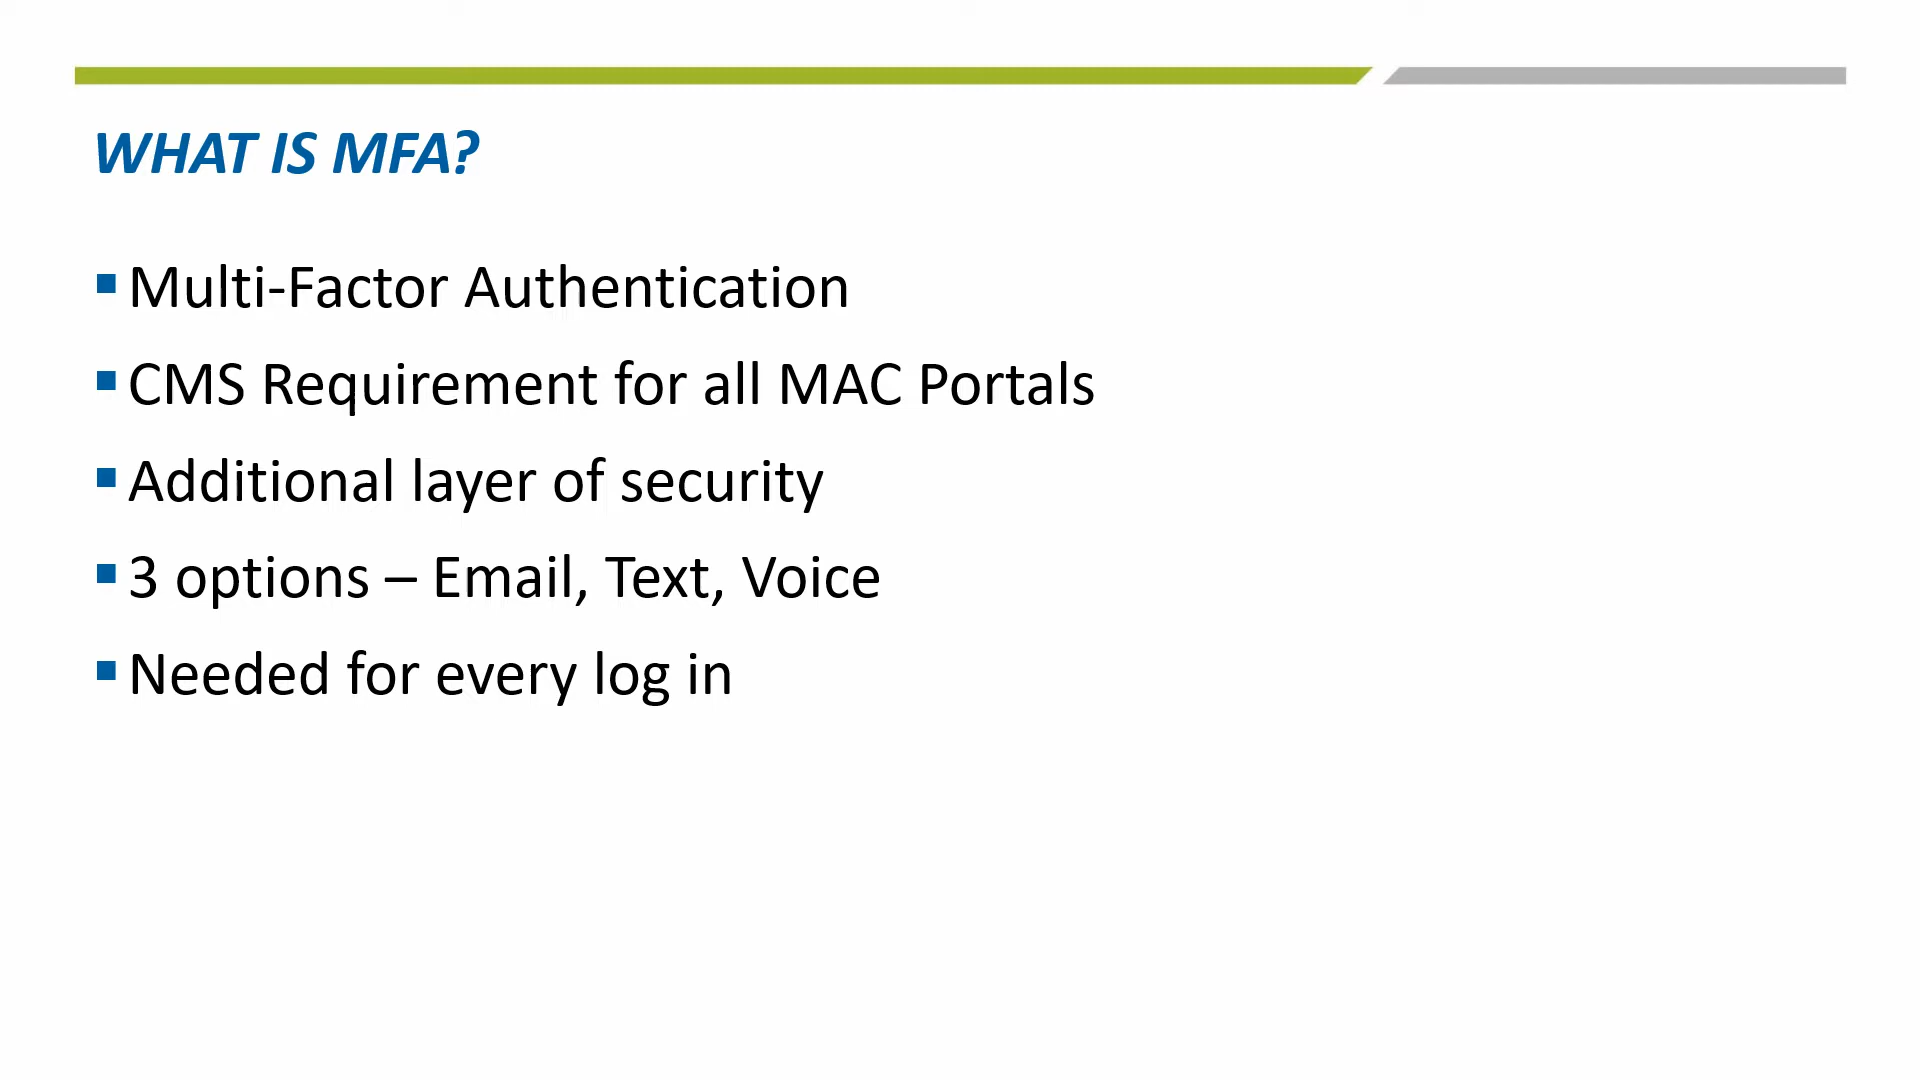 WHAT IS MFA?
Multi-Factor Authentication
CMS Requirement for all MAC Portals
Additional layer of security
3 options – Email, Text, Voice
Needed for every log in